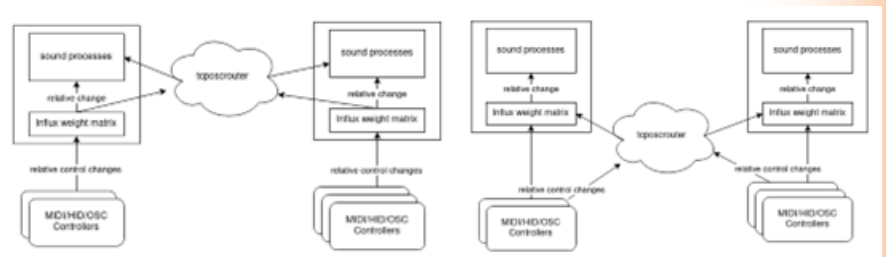 sound processes
relative change
Influx weight matrix
relative control changes
MIDI/HID/OSC
Controllers
tcposcrouter
sound processes
relative change
Influx weight matrix
relative control changes
MIDI/HID/OSC
Controllers
sound processes
relative change
Influx weight matrix
relative control changes
MIDI/HID/OSC
Controllers
tcposcrouter
sound processes
relative change
Influx weight matrix
relative control changes
MIDI/HID/OSC
Controllers